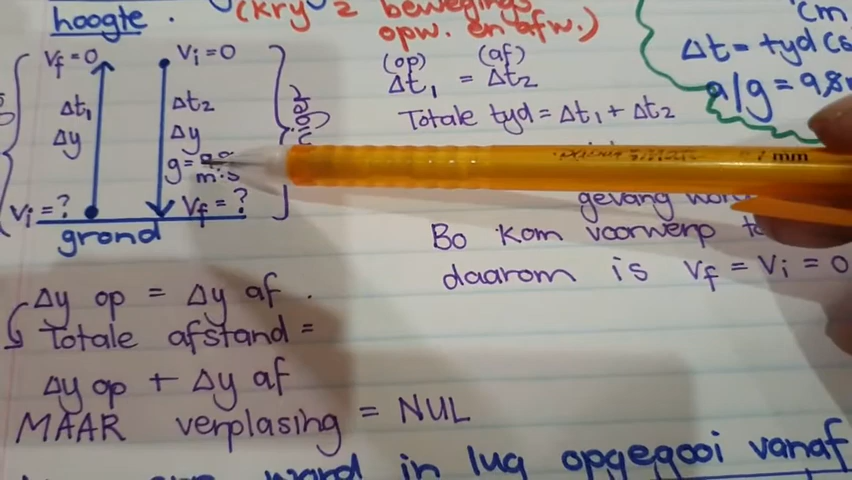 hoogte. (kry 2 bewegings
opw. en afw.)
cm
Δt = tyd (s
a/g = 9,8
Vf=0 Vi=0
(op) (af)
Δt1 = Δt2
Δt1 Δt2
Totale tyd = Δt1 + Δt2
Δy Δy
g=
m·s
Vi=? Vf=?
grond
gevang
Bo kom voorwerp
daarom is Vf = Vi = 0
Δy op = Δy af.
Totale afstand =
Δy op + Δy af
MAAR verplasing = NUL
word in lug opgegooi vanaf
mm